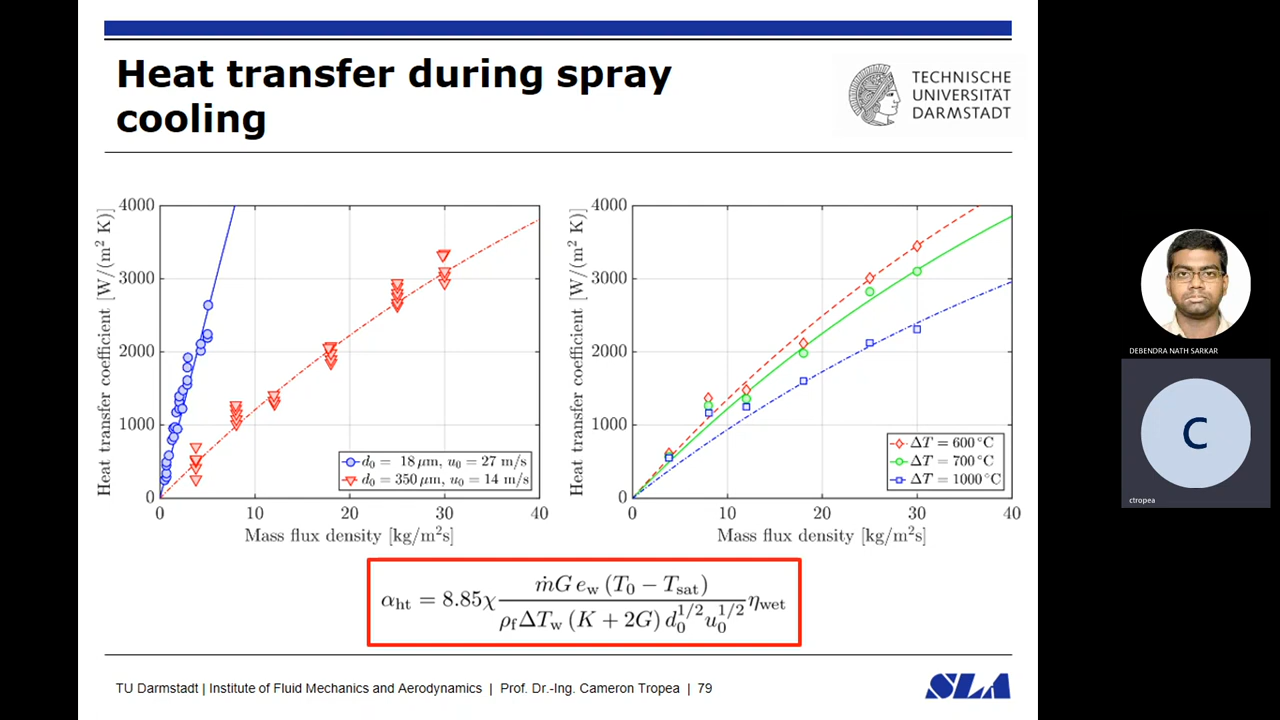 Heat transfer during spray
cooling
TECHNISCHE
UNIVERSITÄT
DARMSTADT
Heat transfer coefficient [W/(m² K)]
4000
3000
2000
1000
0
0 10 20 30 40
Mass flux density [kg/m²s]
d₀ = 18 μm, u₀ = 27 m/s
d₀ = 350 μm, u₀ = 14 m/s
Heat transfer coefficient [W/(m² K)]
4000
3000
2000
1000
0
0 10 20 30 40
Mass flux density [kg/m²s]
ΔT = 600 °C
ΔT = 700 °C
ΔT = 1000 °C
α_ht = 8.85χ ṁG e_w (T₀ − T_sat) / ρ_f ΔT_w (K + 2G) d₀^1/2 u₀^1/2 η_wet
TU Darmstadt | Institute of Fluid Mechanics and Aerodynamics | Prof. Dr.-Ing. Cameron Tropea | 79
SLA
DEBENDRA NATH SARKAR
C
ctropea